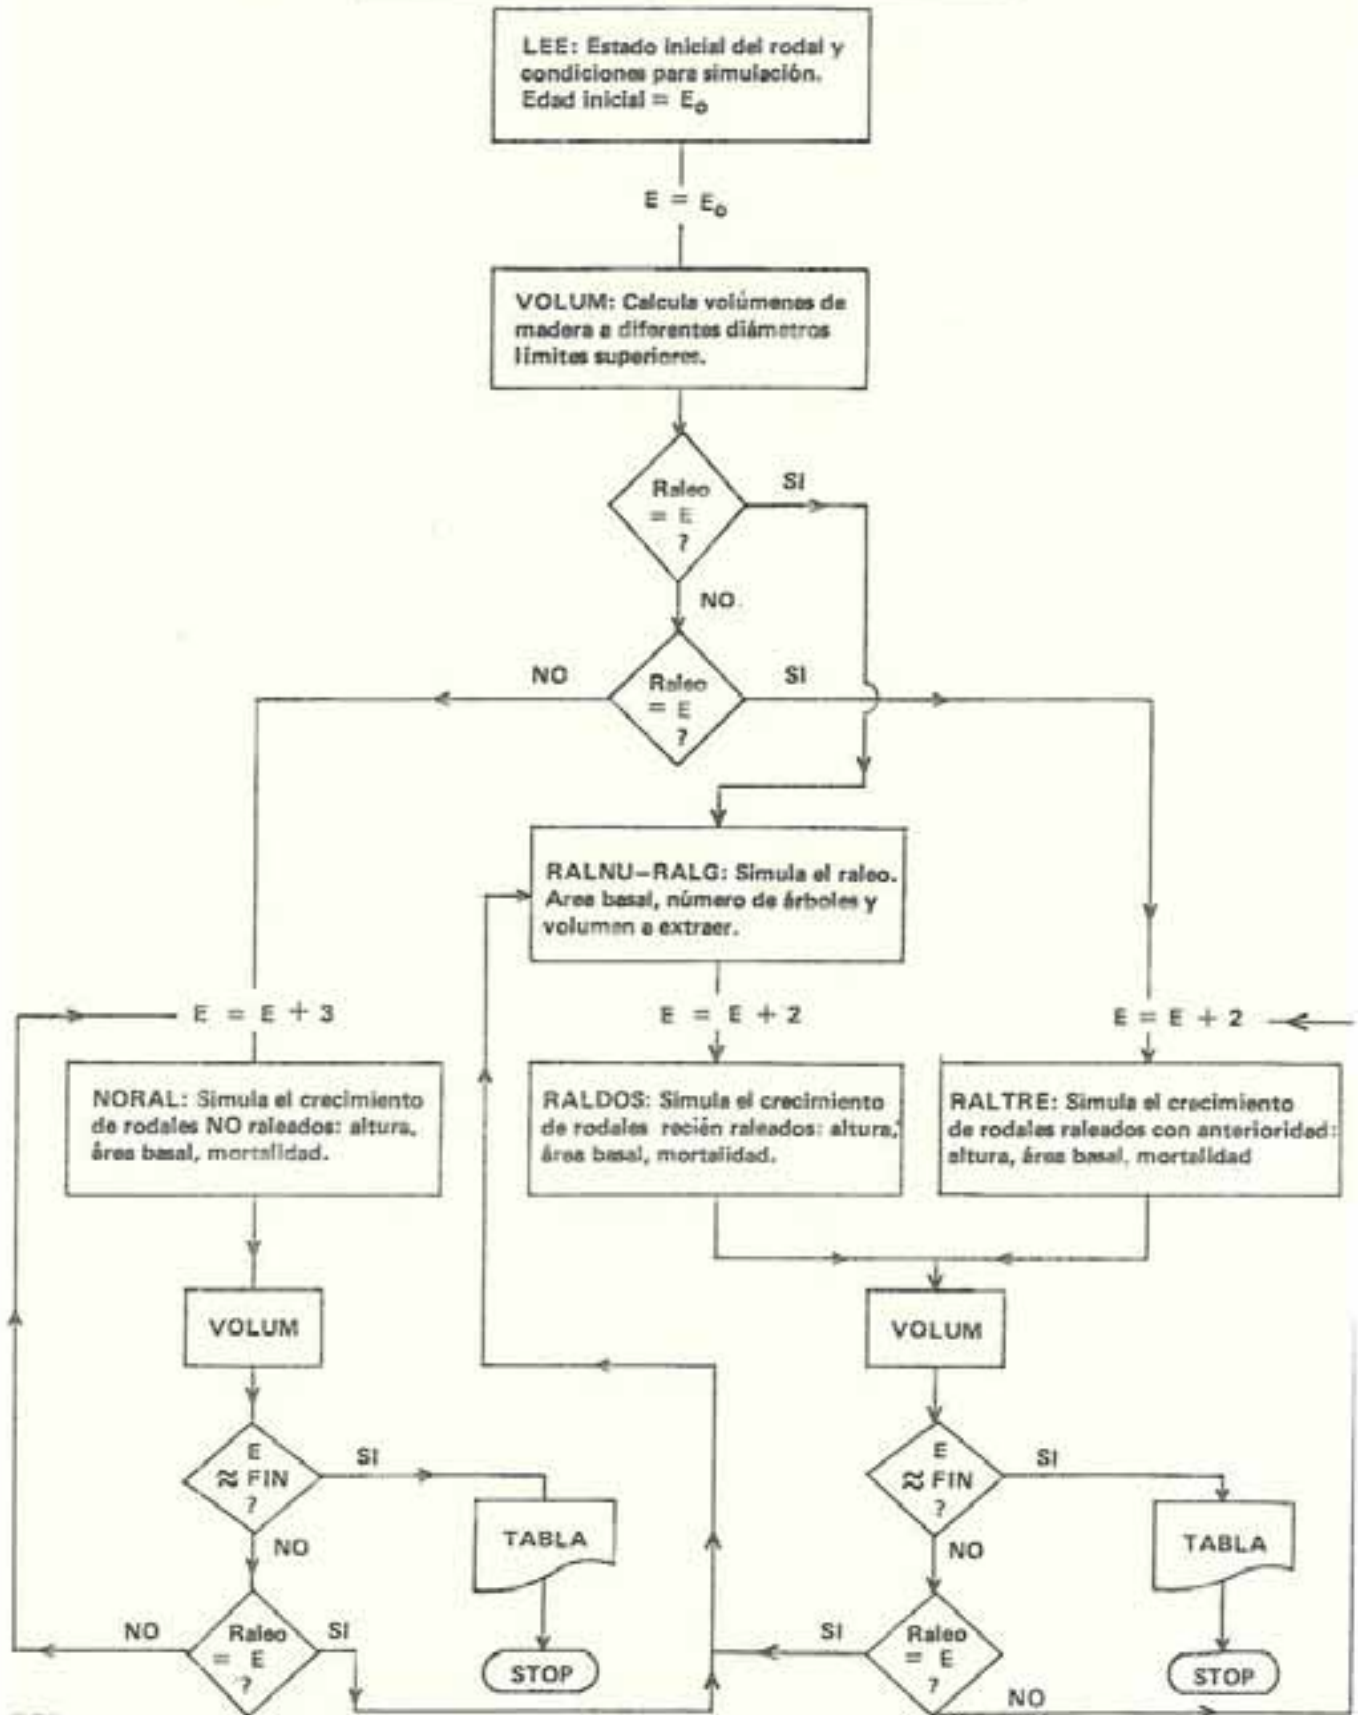 LEE: Estado inicial del rodal y
condiciones para simulación.
Edad inicial = E₀
E = E₀
VOLUM: Calcula volúmenes de
madera a diferentes diámetros
límites superiores.
Raleo
= E
?
SI
NO
Raleo
= E
?
NO
SI
RALNU–RALG: Simula el raleo.
Area basal, número de árboles y
volumen a extraer.
E = E + 3
E = E + 2
E = E + 2
NORAL: Simula el crecimiento
de rodales NO raleados: altura,
área basal, mortalidad.
RALDOS: Simula el crecimiento
de rodales recién raleados: altura,
área basal, mortalidad.
RALTRE: Simula el crecimiento
de rodales raleados con anterioridad:
altura, área basal, mortalidad
VOLUM
VOLUM
E
≈ FIN
?
SI
NO
TABLA
E
≈ FIN
?
SI
NO
TABLA
Raleo
= E
?
NO
SI
STOP
Raleo
= E
?
SI
NO
STOP